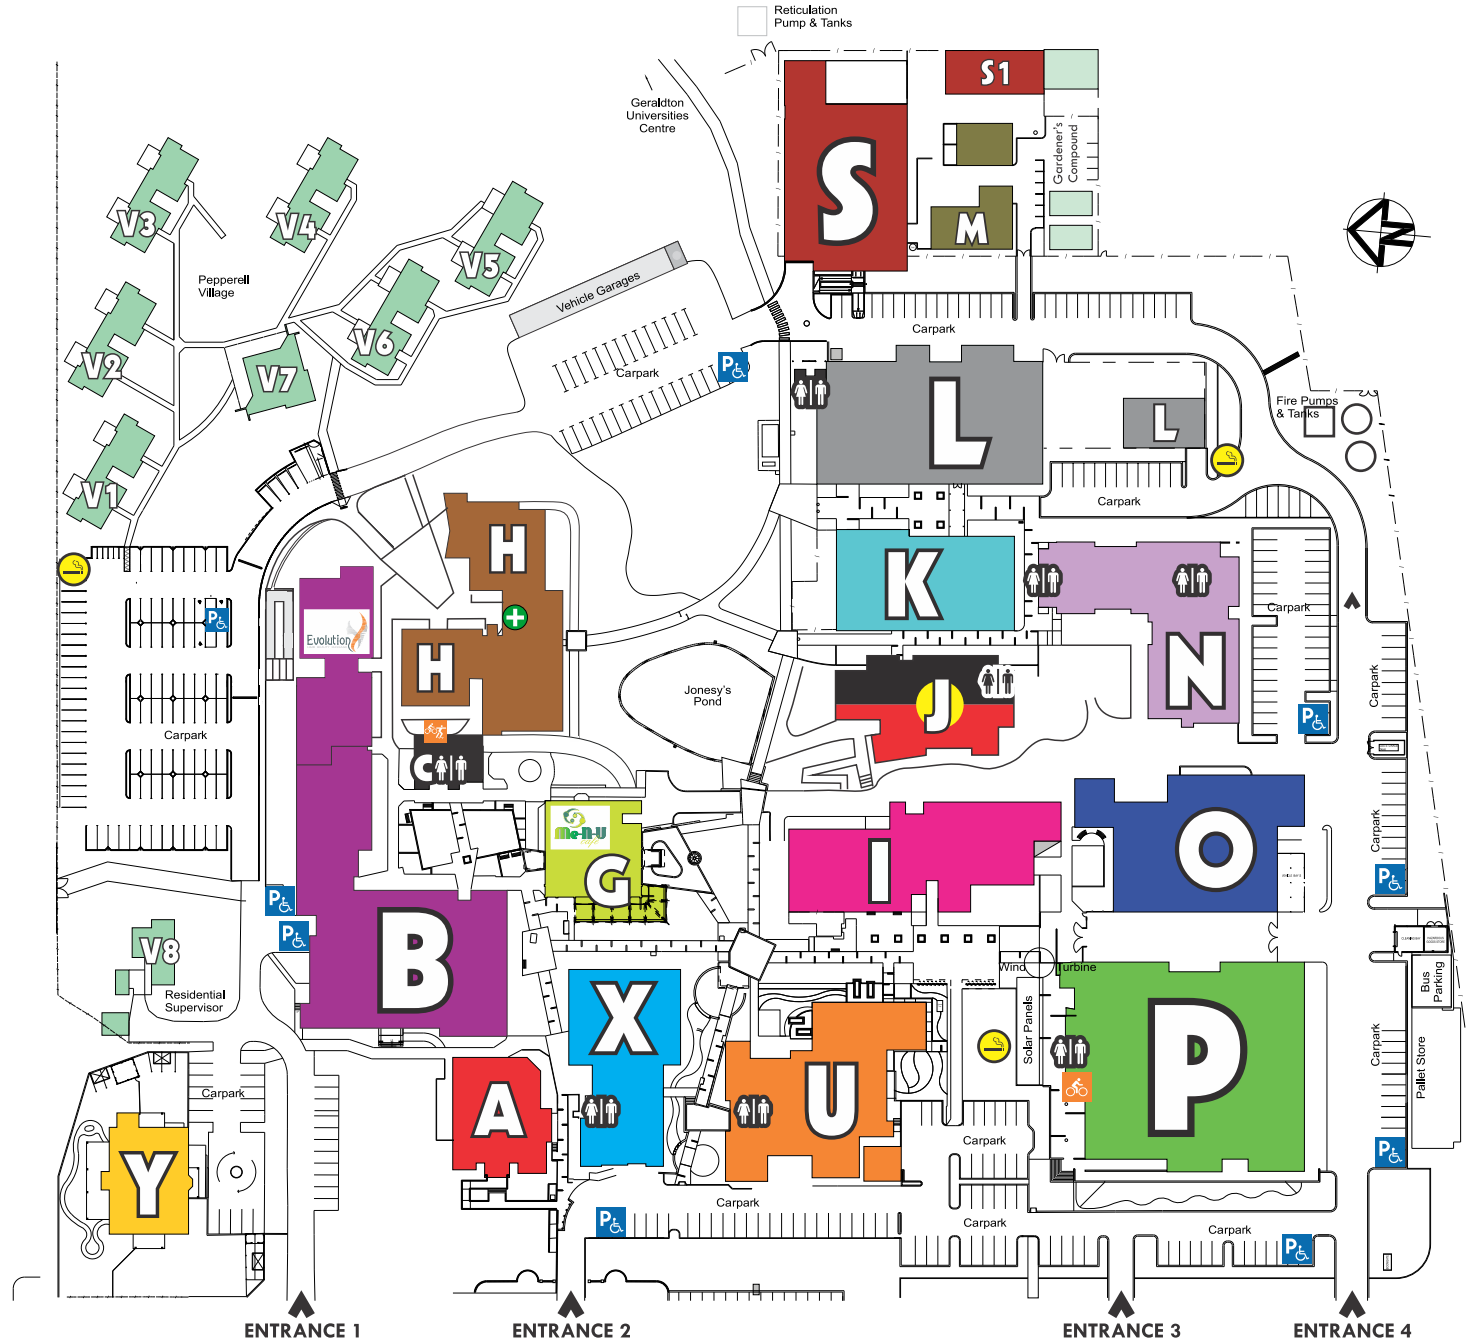 Reticulation
Pump & Tanks
S1
Geraldton
Universities
Centre
Gardener's
Compound
S
M
V3
V4
V5
N
Pepperell
Village
Vehicle Garages
V6
V2
V7
Carpark
Carpark
P
L
L
Fire Pumps
& Tanks
V1
Carpark
H
K
P
Evolution
Carpark
H
N
J
Jonesy's
Pond
Carpark
P
Carpark
C
Me-n-U
G
I
O
Carpark
P
P
P
B
V8
Residential
Supervisor
Wind Turbine
Bus
Parking
X
Solar Panels
P
Carpark
Pallet Store
Carpark
A
U
Carpark
P
Y
Carpark
P
Carpark
Carpark
P
ENTRANCE 1
ENTRANCE 2
ENTRANCE 3
ENTRANCE 4